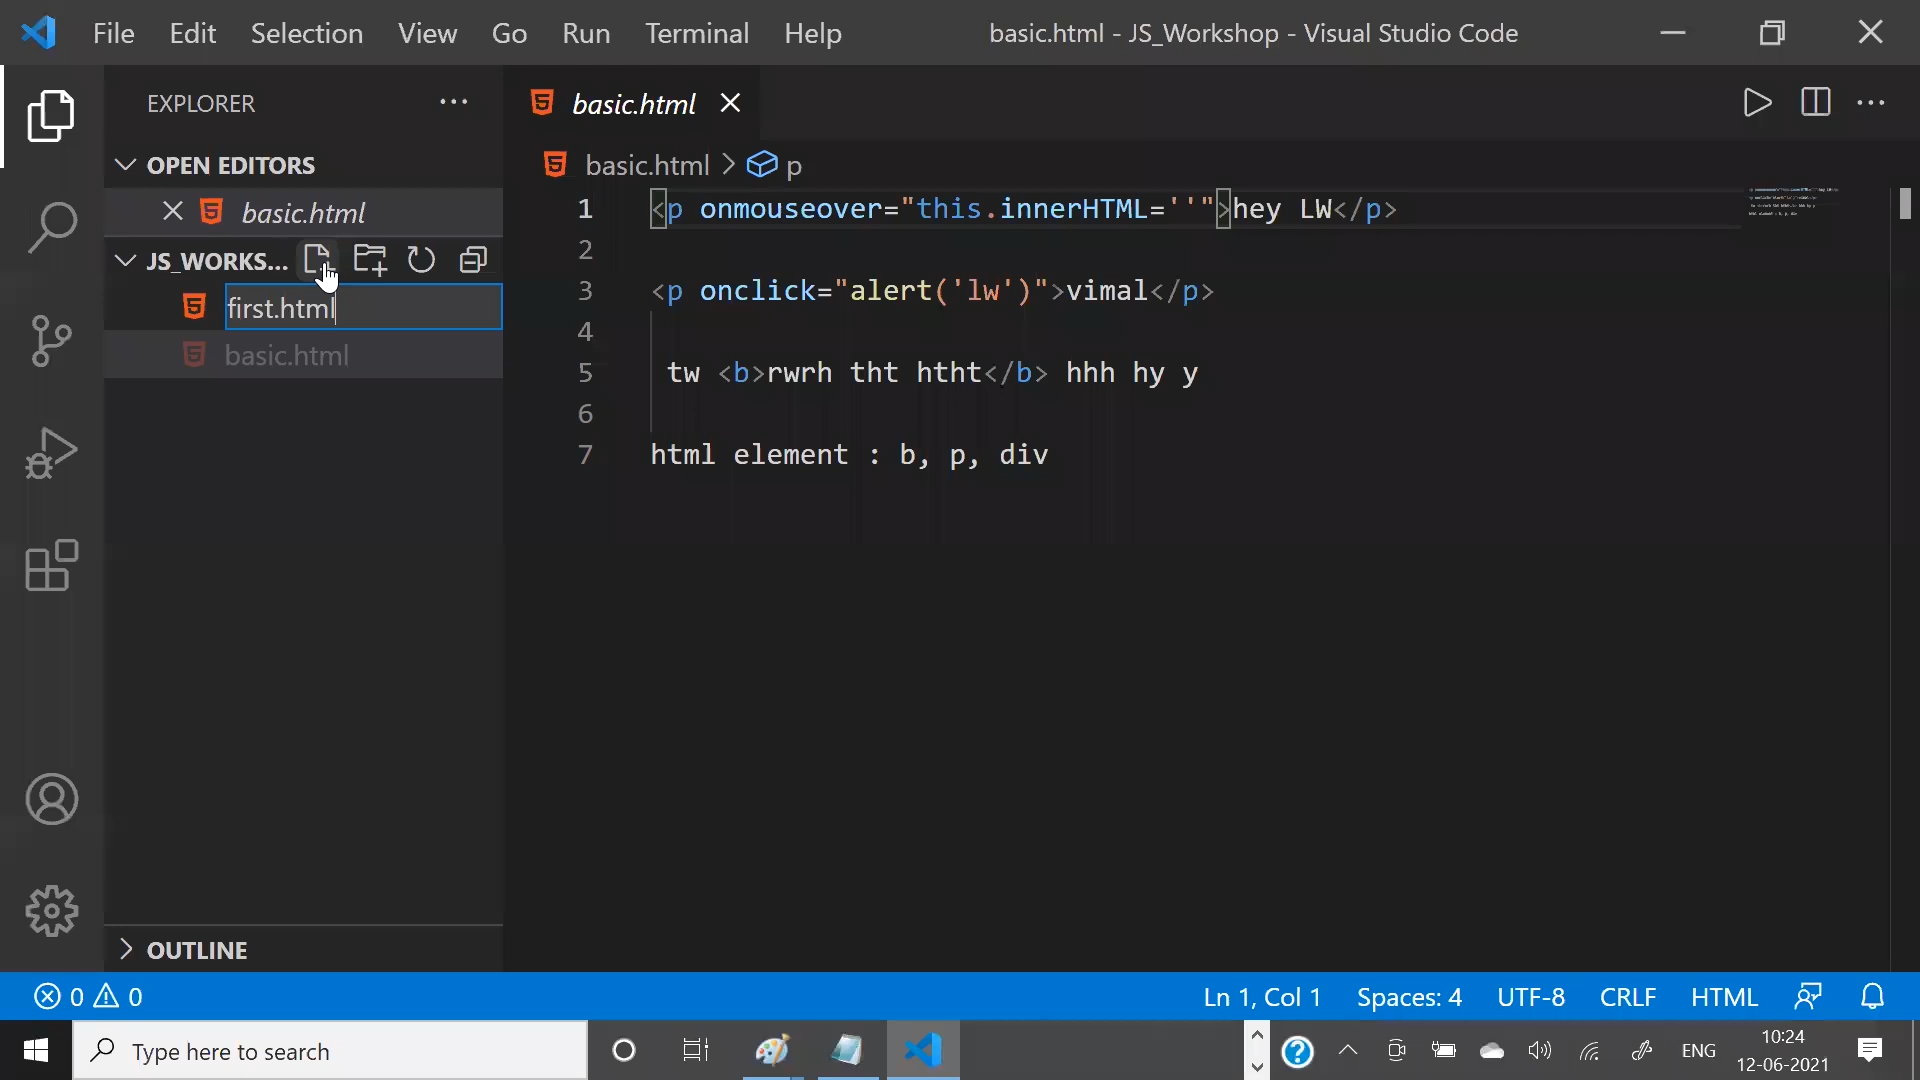 File Edit Selection View Go Run Terminal Help basic.html - JS_Workshop - Visual Studio Code
EXPLORER
basic.html
OPEN EDITORS
basic.html > p
basic.html
JS_WORKS...
first.html
basic.html
1 <p onmouseover="this.innerHTML=''">hey LW</p>
2
3 <p onclick="alert('lw')">vimal</p>
4
5 tw <b>rwrh tht htht</b> hhh hy y
6
7 html element : b, p, div
OUTLINE
0 0 Ln 1, Col 1 Spaces: 4 UTF-8 CRLF HTML
Type here to search
ENG
10:24
12-06-2021